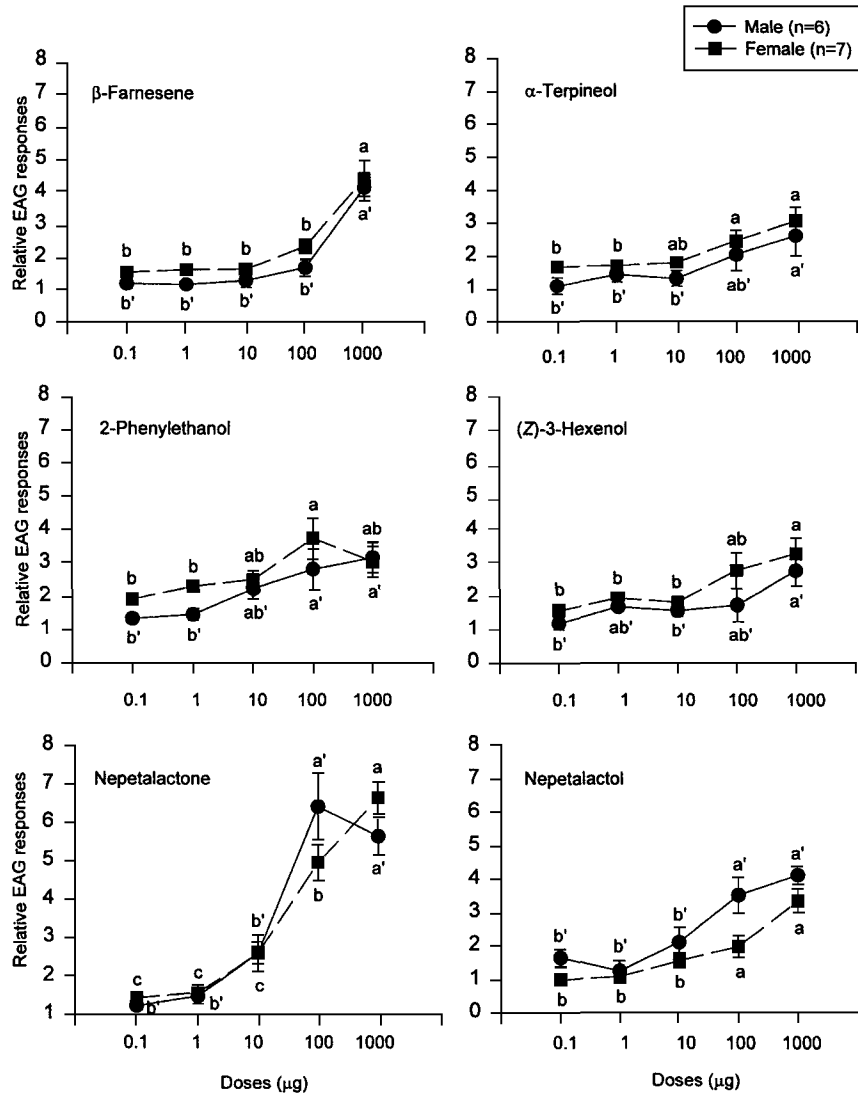 Male (n=6)
Female (n=7)
β-Farnesene
Relative EAG responses
8
7
6
5
4
3
2
1
0
b b b b a
b' b' b' b' a'
0.1 1 10 100 1000
α-Terpineol
8
7
6
5
4
3
2
1
0
b b ab a a
b' b' b' ab' a'
0.1 1 10 100 1000
2-Phenylethanol
Relative EAG responses
8
7
6
5
4
3
2
1
0
b b ab a ab
b' b' ab' a' a'
0.1 1 10 100 1000
(Z)-3-Hexenol
8
7
6
5
4
3
2
1
0
b b b ab a
b' ab' b' ab' a'
0.1 1 10 100 1000
Nepetalactone
Relative EAG responses
8
7
6
5
4
3
2
1
c c b' a' a
b' b' c b a'
0.1 1 10 100 1000
Doses (µg)
Nepetalactol
8
7
6
5
4
3
2
1
0
b' b' b' a' a'
b b b a a
0.1 1 10 100 1000
Doses (µg)